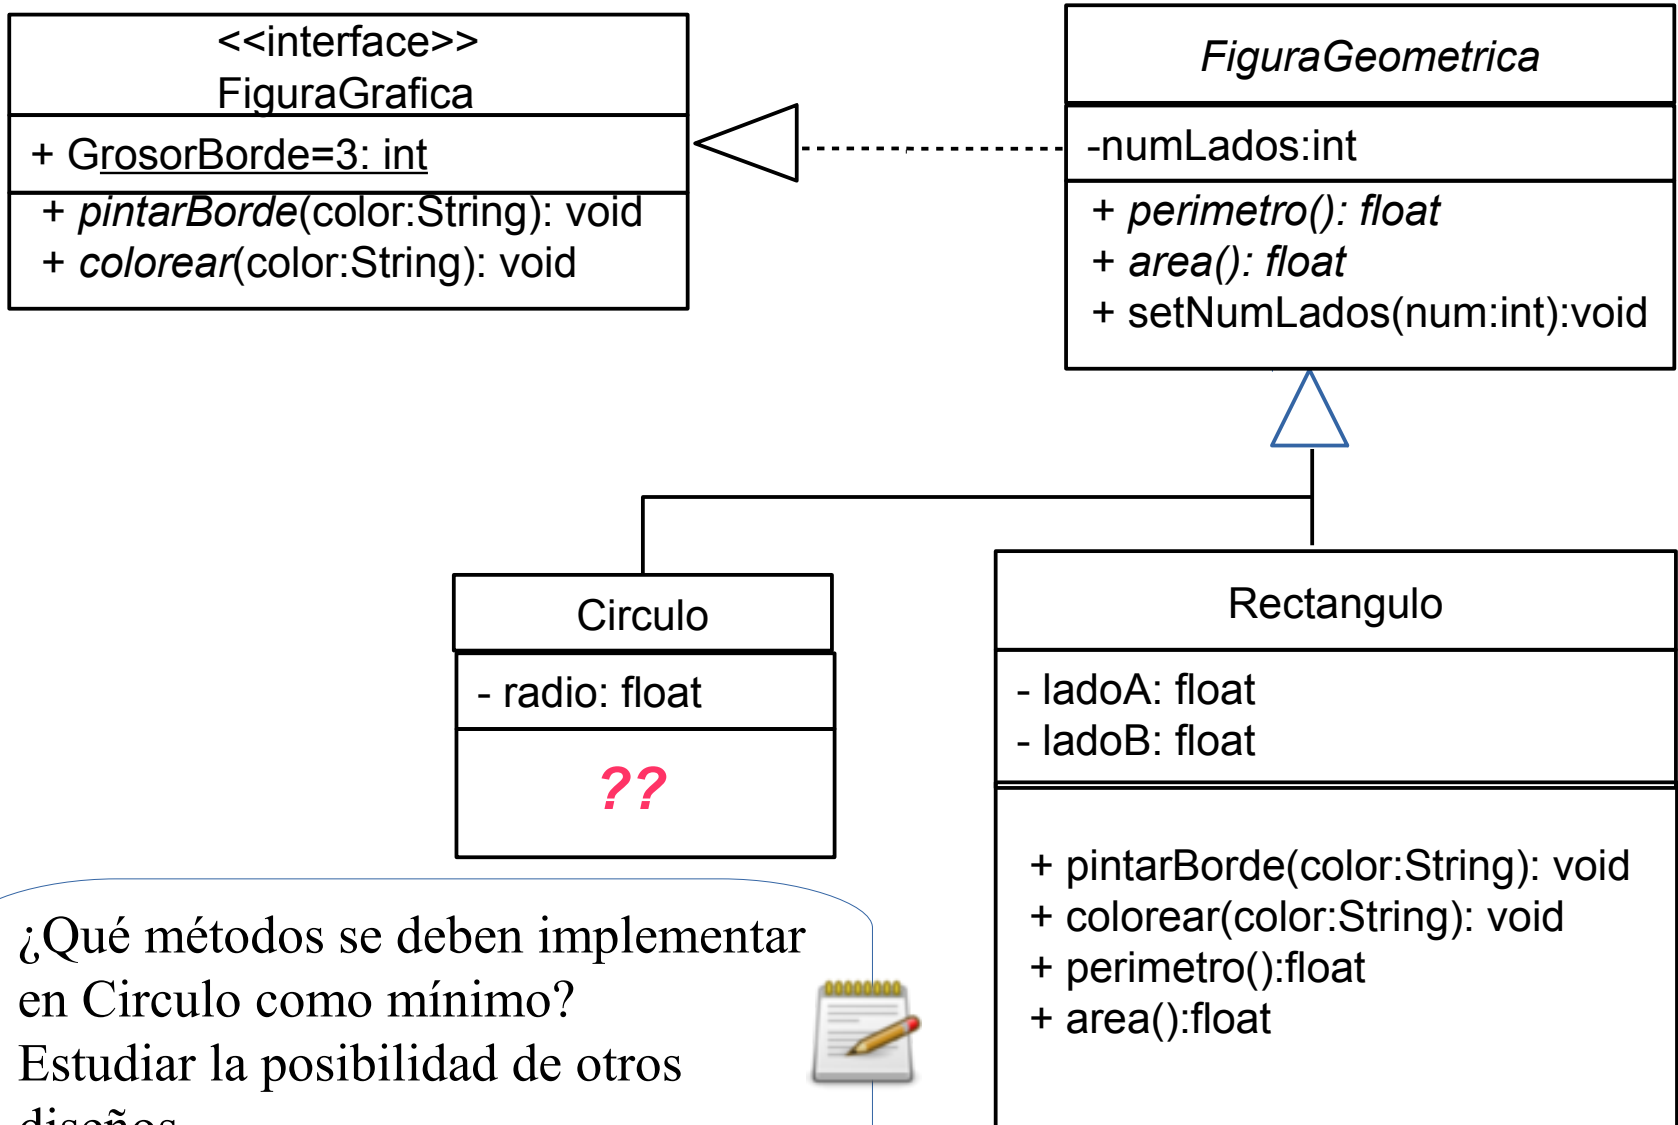 <<interface>>
FiguraGrafica
+ GrosorBorde=3: int
+ pintarBorde(color:String): void
+ colorear(color:String): void
FiguraGeometrica
-numLados:int
+ perimetro(): float
+ area(): float
+ setNumLados(num:int):void
Circulo
- radio: float
??
Rectangulo
- ladoA: float
- ladoB: float
+ pintarBorde(color:String): void
+ colorear(color:String): void
+ perimetro():float
+ area():float
¿Qué métodos se deben implementar
en Circulo como mínimo?
Estudiar la posibilidad de otros
diseños